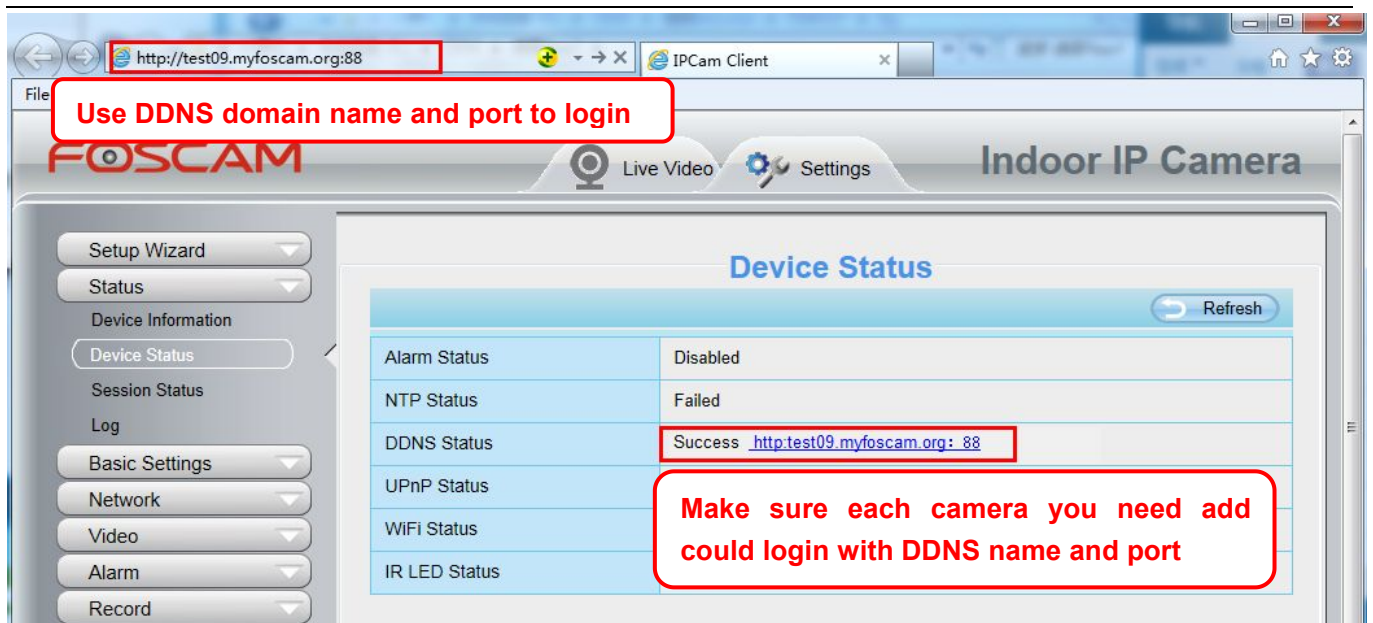 http://test09.myfoscam.org:88
IPCam Client
File
Use DDNS domain name and port to login
FOSCAM
Live Video
Settings
Indoor IP Camera
Setup Wizard
Status
Device Information
Device Status
Session Status
Log
Basic Settings
Network
Video
Alarm
Record
Device Status
Refresh
Alarm Status Disabled
NTP Status Failed
DDNS Status Success http:test09.myfoscam.org: 88
UPnP Status
WiFi Status
IR LED Status
Make sure each camera you need add
could login with DDNS name and port